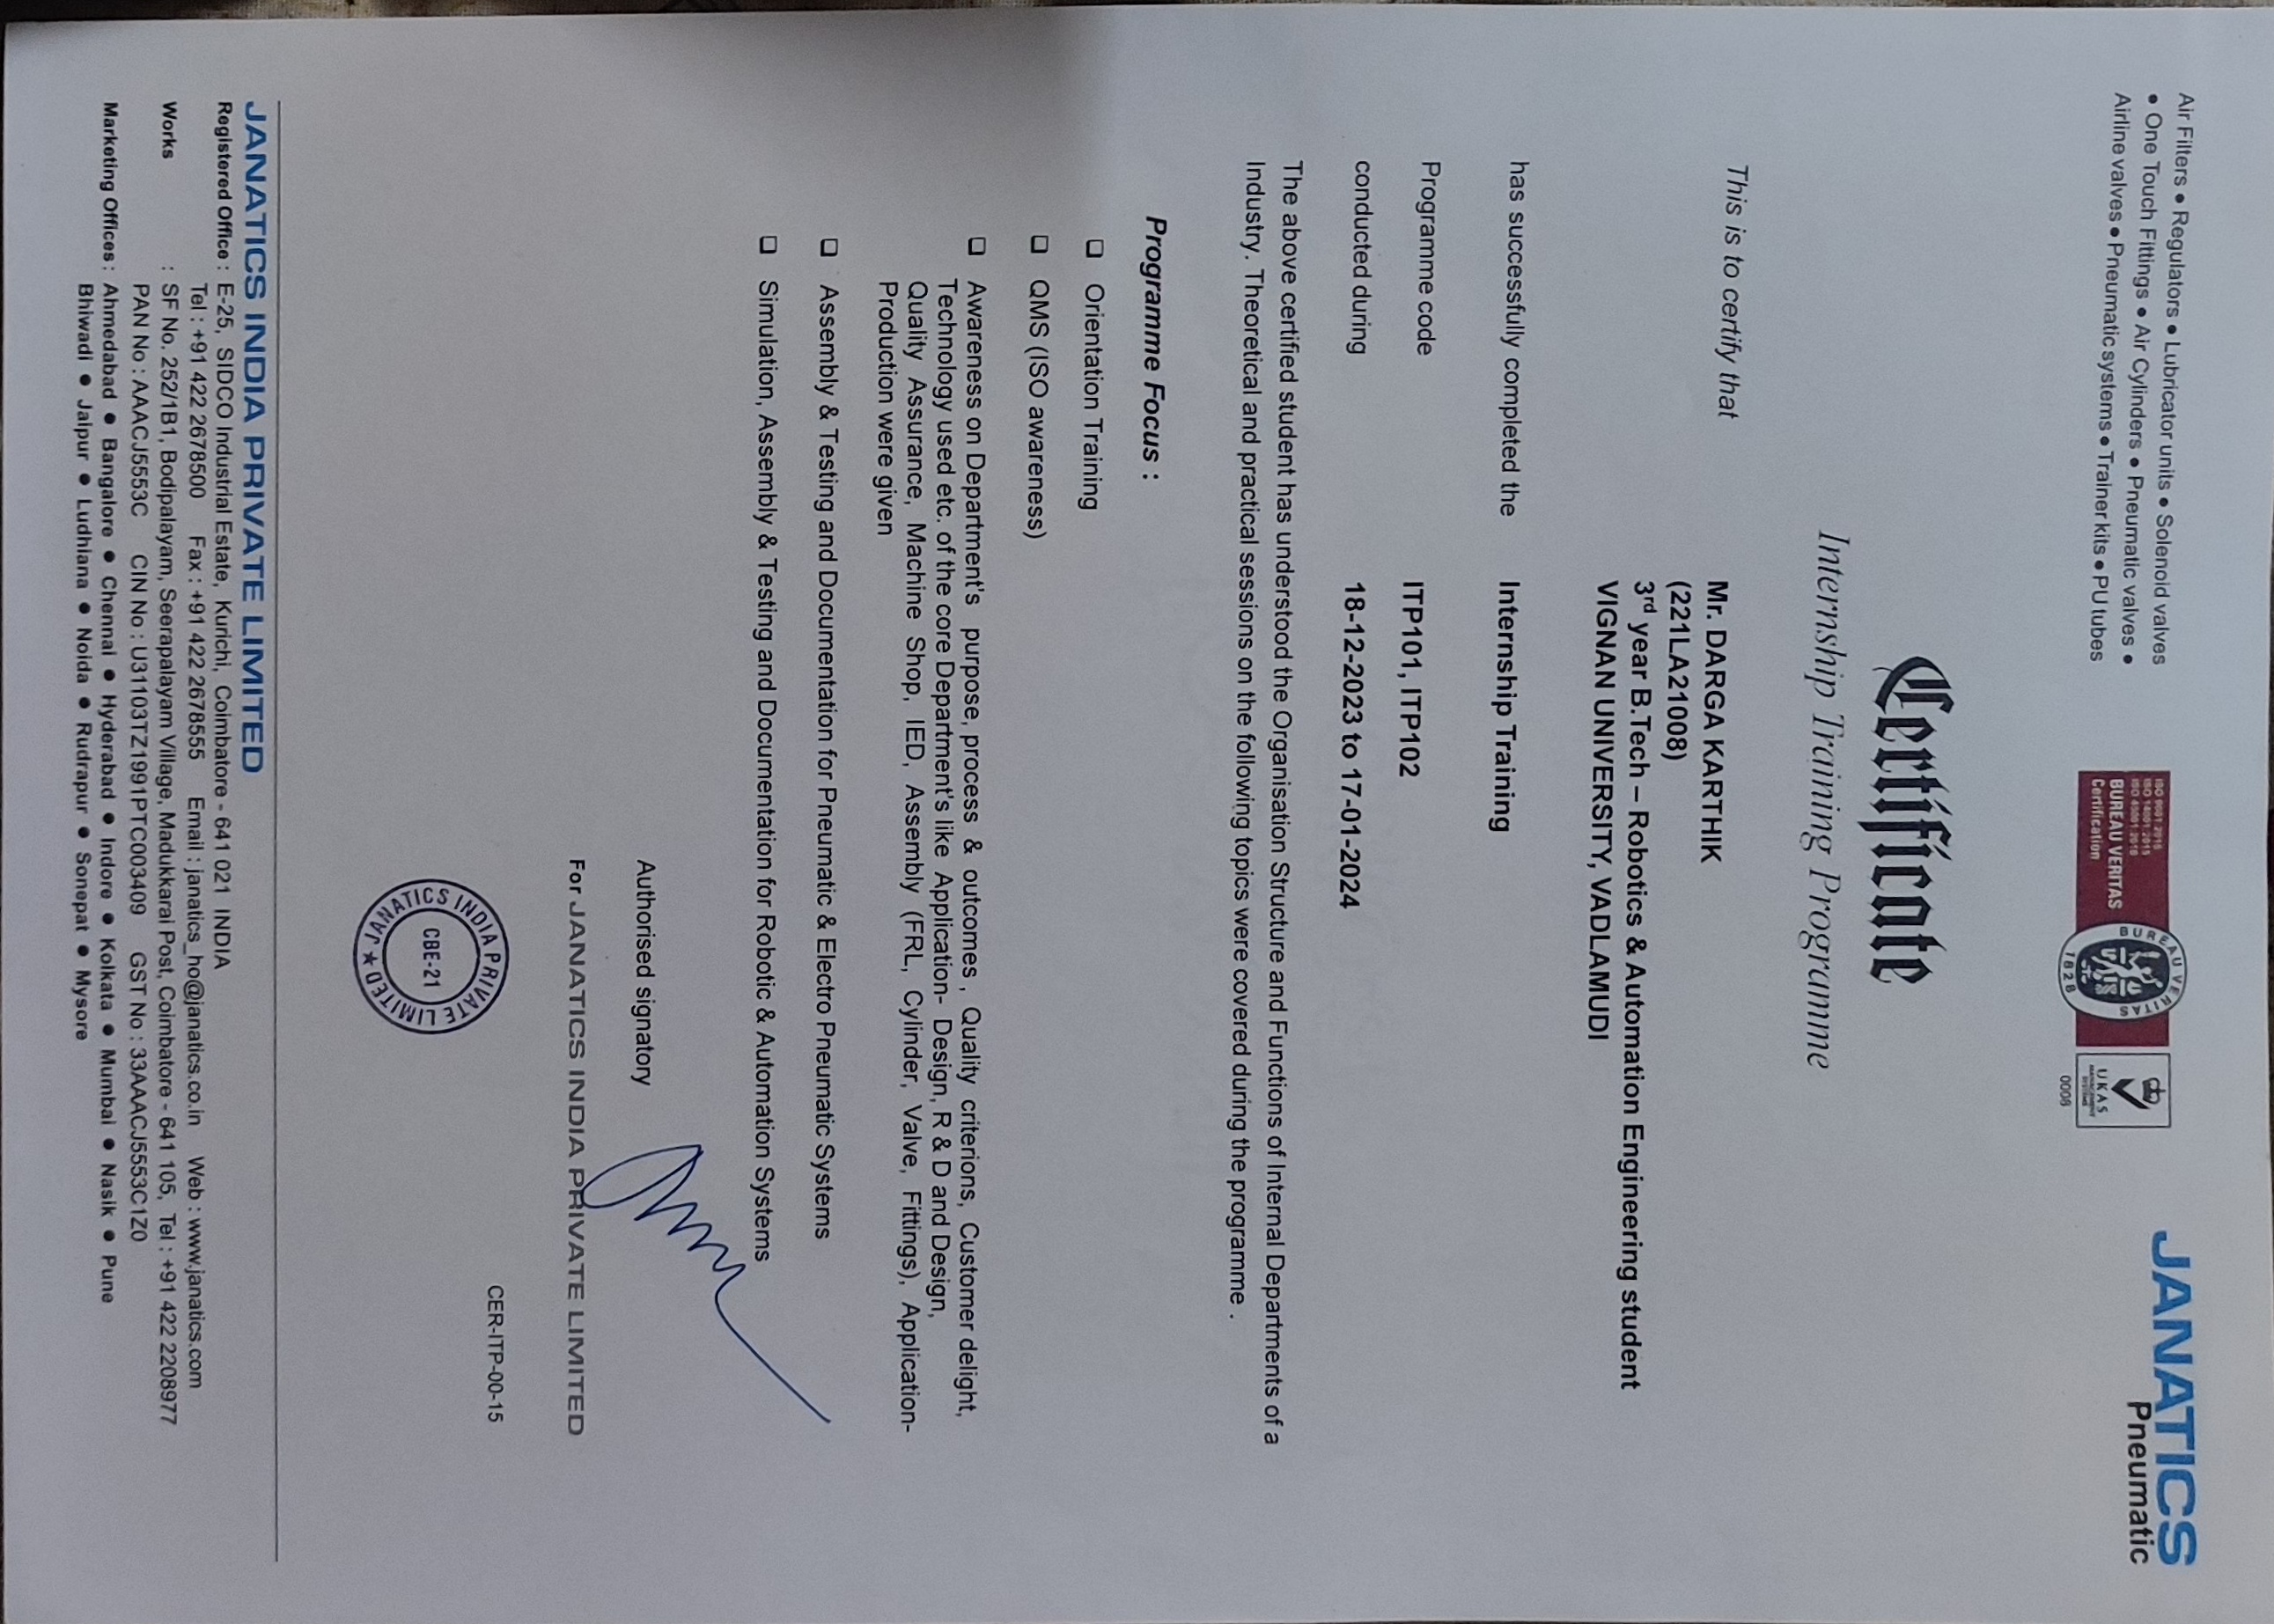 Air Filters • Regulators • Lubricator units • Solenoid valves
• One Touch Fittings • Air Cylinders • Pneumatic valves •
Airline valves • Pneumatic systems • Trainer kits • PU tubes
ISO 9001:2015
ISO 14001:2015
ISO 45001:2018
BUREAU VERITAS
Certification
BUREAU VERITAS
1828
UKAS
MANAGEMENT
SYSTEMS
0008
JANATICS
Pneumatic
Certificate
Internship Training Programme
This is to certify that
Mr. DARGA KARTHIK
(221LA21008)
3rd year B.Tech – Robotics & Automation Engineering student
VIGNAN UNIVERSITY, VADLAMUDI
has successfully completed the Internship Training
Programme code ITP101, ITP102
conducted during 18-12-2023 to 17-01-2024
The above certified student has understood the Organisation Structure and Functions of Internal Departments of a
Industry. Theoretical and practical sessions on the following topics were covered during the programme .
Programme Focus :
❏ Orientation Training
❏ QMS (ISO awareness)
❏ Awareness on Department's purpose, process & outcomes , Quality criterions, Customer delight,
Technology used etc. of the core Department's like Application- Design, R & D and Design,
Quality Assurance, Machine Shop, IED, Assembly (FRL, Cylinder, Valve, Fittings), Application-
Production were given
❏ Assembly & Testing and Documentation for Pneumatic & Electro Pneumatic Systems
❏ Simulation, Assembly & Testing and Documentation for Robotic & Automation Systems
Authorised signatory
For JANATICS INDIA PRIVATE LIMITED
CER-ITP-00-15
JANATICS INDIA PRIVATE LIMITED ★
CBE-21
JANATICS INDIA PRIVATE LIMITED
Registered Office : E-25, SIDCO Industrial Estate, Kurichi, Coimbatore - 641 021 INDIA
Tel : +91 422 2678500 Fax : +91 422 2678555 Email : janatics_ho@janatics.co.in Web : www.janatics.com
Works : SF No. 252/1B1, Bodipalayam, Seerapalayam Village, Madukkarai Post, Coimbatore - 641 105, Tel : +91 422 2208977
PAN No : AAACJ5553C CIN No : U31103TZ1991PTC003409 GST No : 33AAACJ5553C1Z0
Marketing Offices : Ahmedabad ● Bangalore ● Chennai ● Hyderabad ● Indore ● Kolkata ● Mumbai ● Nasik ● Pune
Bhiwadi ● Jaipur ● Ludhiana ● Noida ● Rudrapur ● Sonepat ● Mysore